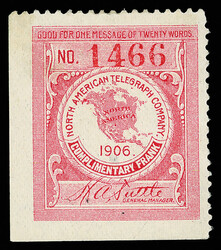 GOOD FOR ONE MESSAGE OF TWENTY WORDS.
NO. 1466
NORTH AMERICAN TELEGRAPH COMPANY.
NORTH
AMERICA
1906
COMPLIMENTARY FRANK
H.A. Tuttle
GENERAL MANAGER.